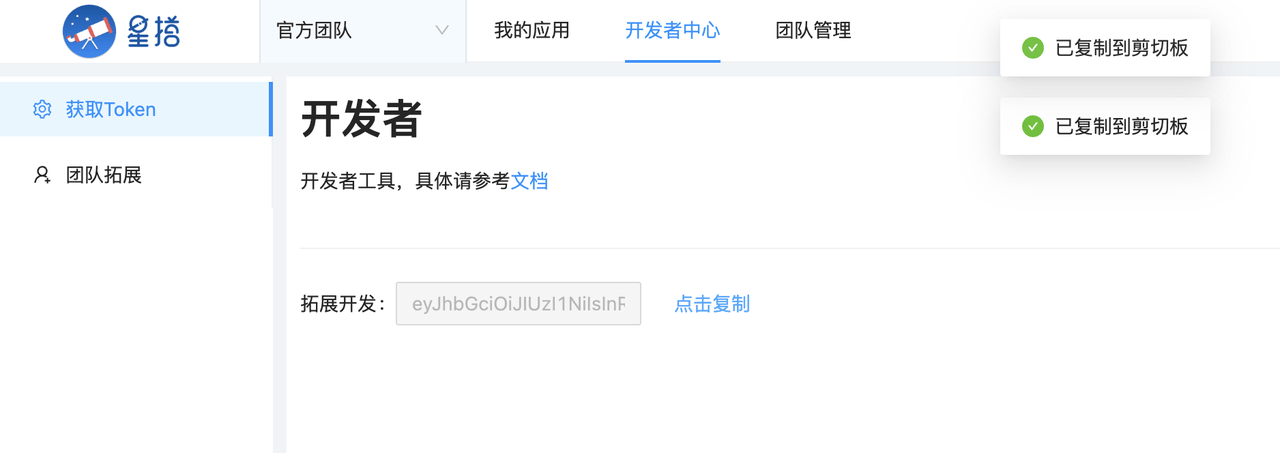 星搭
官方团队
我的应用
开发者中心
团队管理
已复制到剪切板
已复制到剪切板
获取Token
团队拓展
开发者
开发者工具，具体请参考文档
拓展开发：
eyJhbGciOiJIUzI1NiIsInR
点击复制